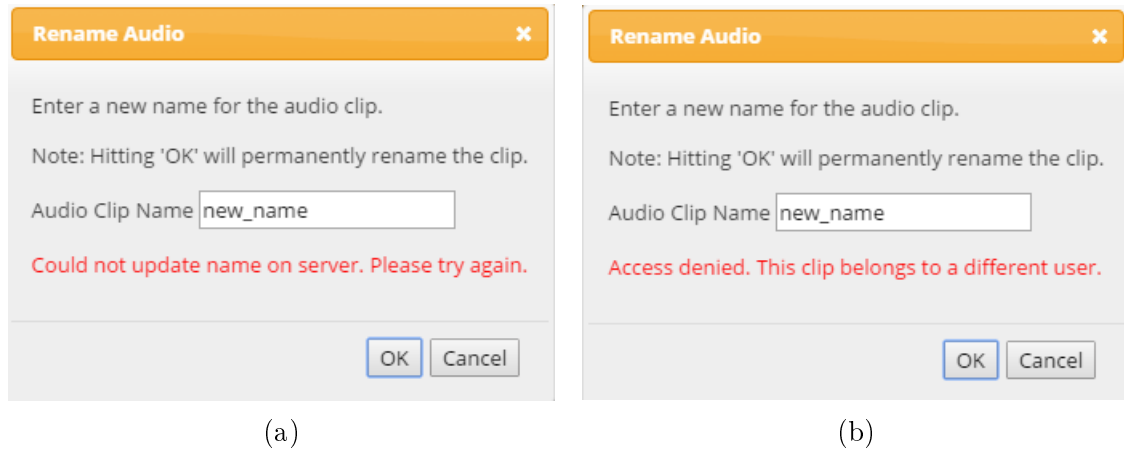 Rename Audio ×
Enter a new name for the audio clip.
Note: Hitting 'OK' will permanently rename the clip.
Audio Clip Name new_name
Could not update name on server. Please try again.
OK Cancel
(a)
Rename Audio ×
Enter a new name for the audio clip.
Note: Hitting 'OK' will permanently rename the clip.
Audio Clip Name new_name
Access denied. This clip belongs to a different user.
OK Cancel
(b)